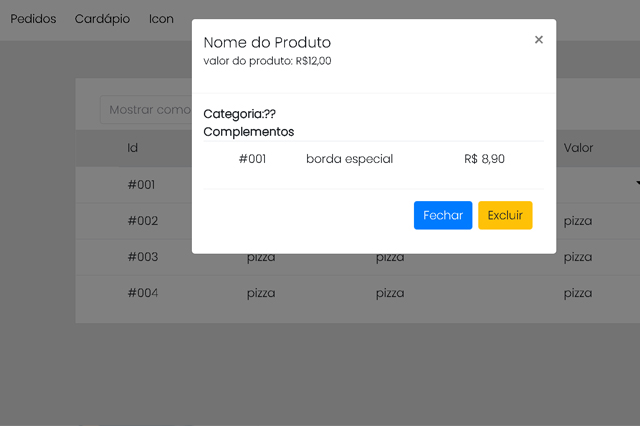 Pedidos Cardápio Icon
Nome do Produto ×
valor do produto: R$12,00
Mostrar como
Categoria:??
Complementos
Id Valor
#001 borda especial R$ 8,90
#001
Fechar Excluir
#002 pizza
#003 pizza pizza pizza
#004 pizza pizza pizza